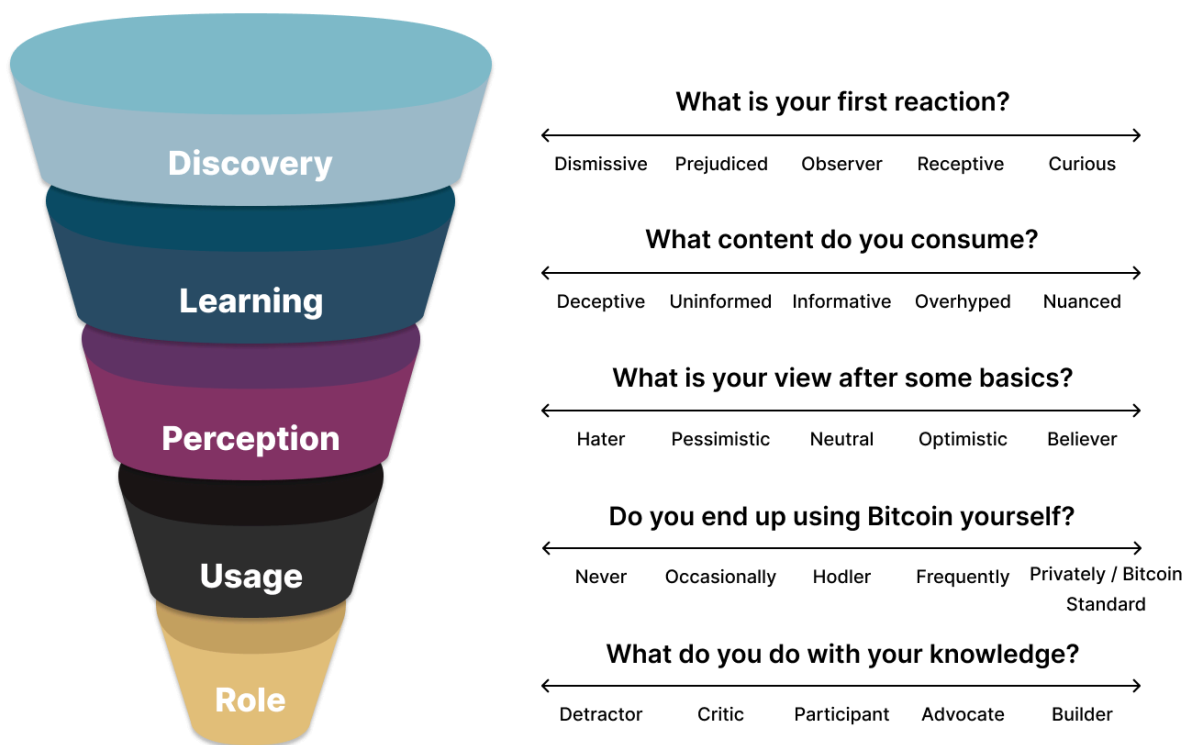 What is your first reaction?
Discovery
Dismissive Prejudiced Observer Receptive Curious
What content do you consume?
Learning
Deceptive Uninformed Informative Overhyped Nuanced
What is your view after some basics?
Perception
Hater Pessimistic Neutral Optimistic Believer
Do you end up using Bitcoin yourself?
Usage
Never Occasionally Hodler Frequently Privately / Bitcoin
Standard
What do you do with your knowledge?
Role
Detractor Critic Participant Advocate Builder